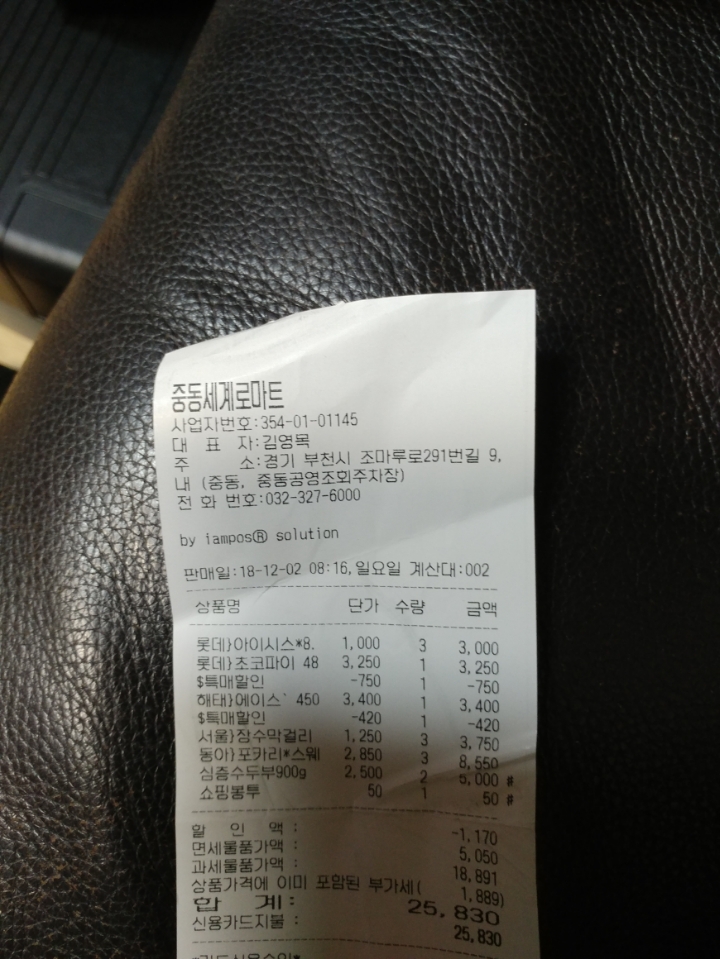 중동세계로마트
사업자번호:354-01-01145
대 표 자:김영목
주 소:경기 부천시 조마루로291번길 9,
내 (중동, 중동공영조회주차장)
전 화 번호:032-327-6000
by iampos® solution
판매일:18-12-02 08:16,일요일 계산대:002
상품명 단가 수량 금액
롯데}아이시스*8. 1,000 3 3,000
롯데}초코파이 48 3,250 1 3,250
$특매할인 -750 1 -750
해태}에이스` 450 3,400 1 3,400
$특매할인 -420 1 -420
서울}장수막걸리 1,250 3 3,750
동아}포카리*스웨 2,850 3 8,550
심층수두부900g 2,500 2 5,000 #
쇼핑봉투 50 1 50 #
할 인 액 : -1,170
면세물품가액 : 5,050
과세물품가액 : 18,891
상품가격에 이미 포함된 부가세( 1,889)
합 계: 25,830
신용카드지불 : 25,830